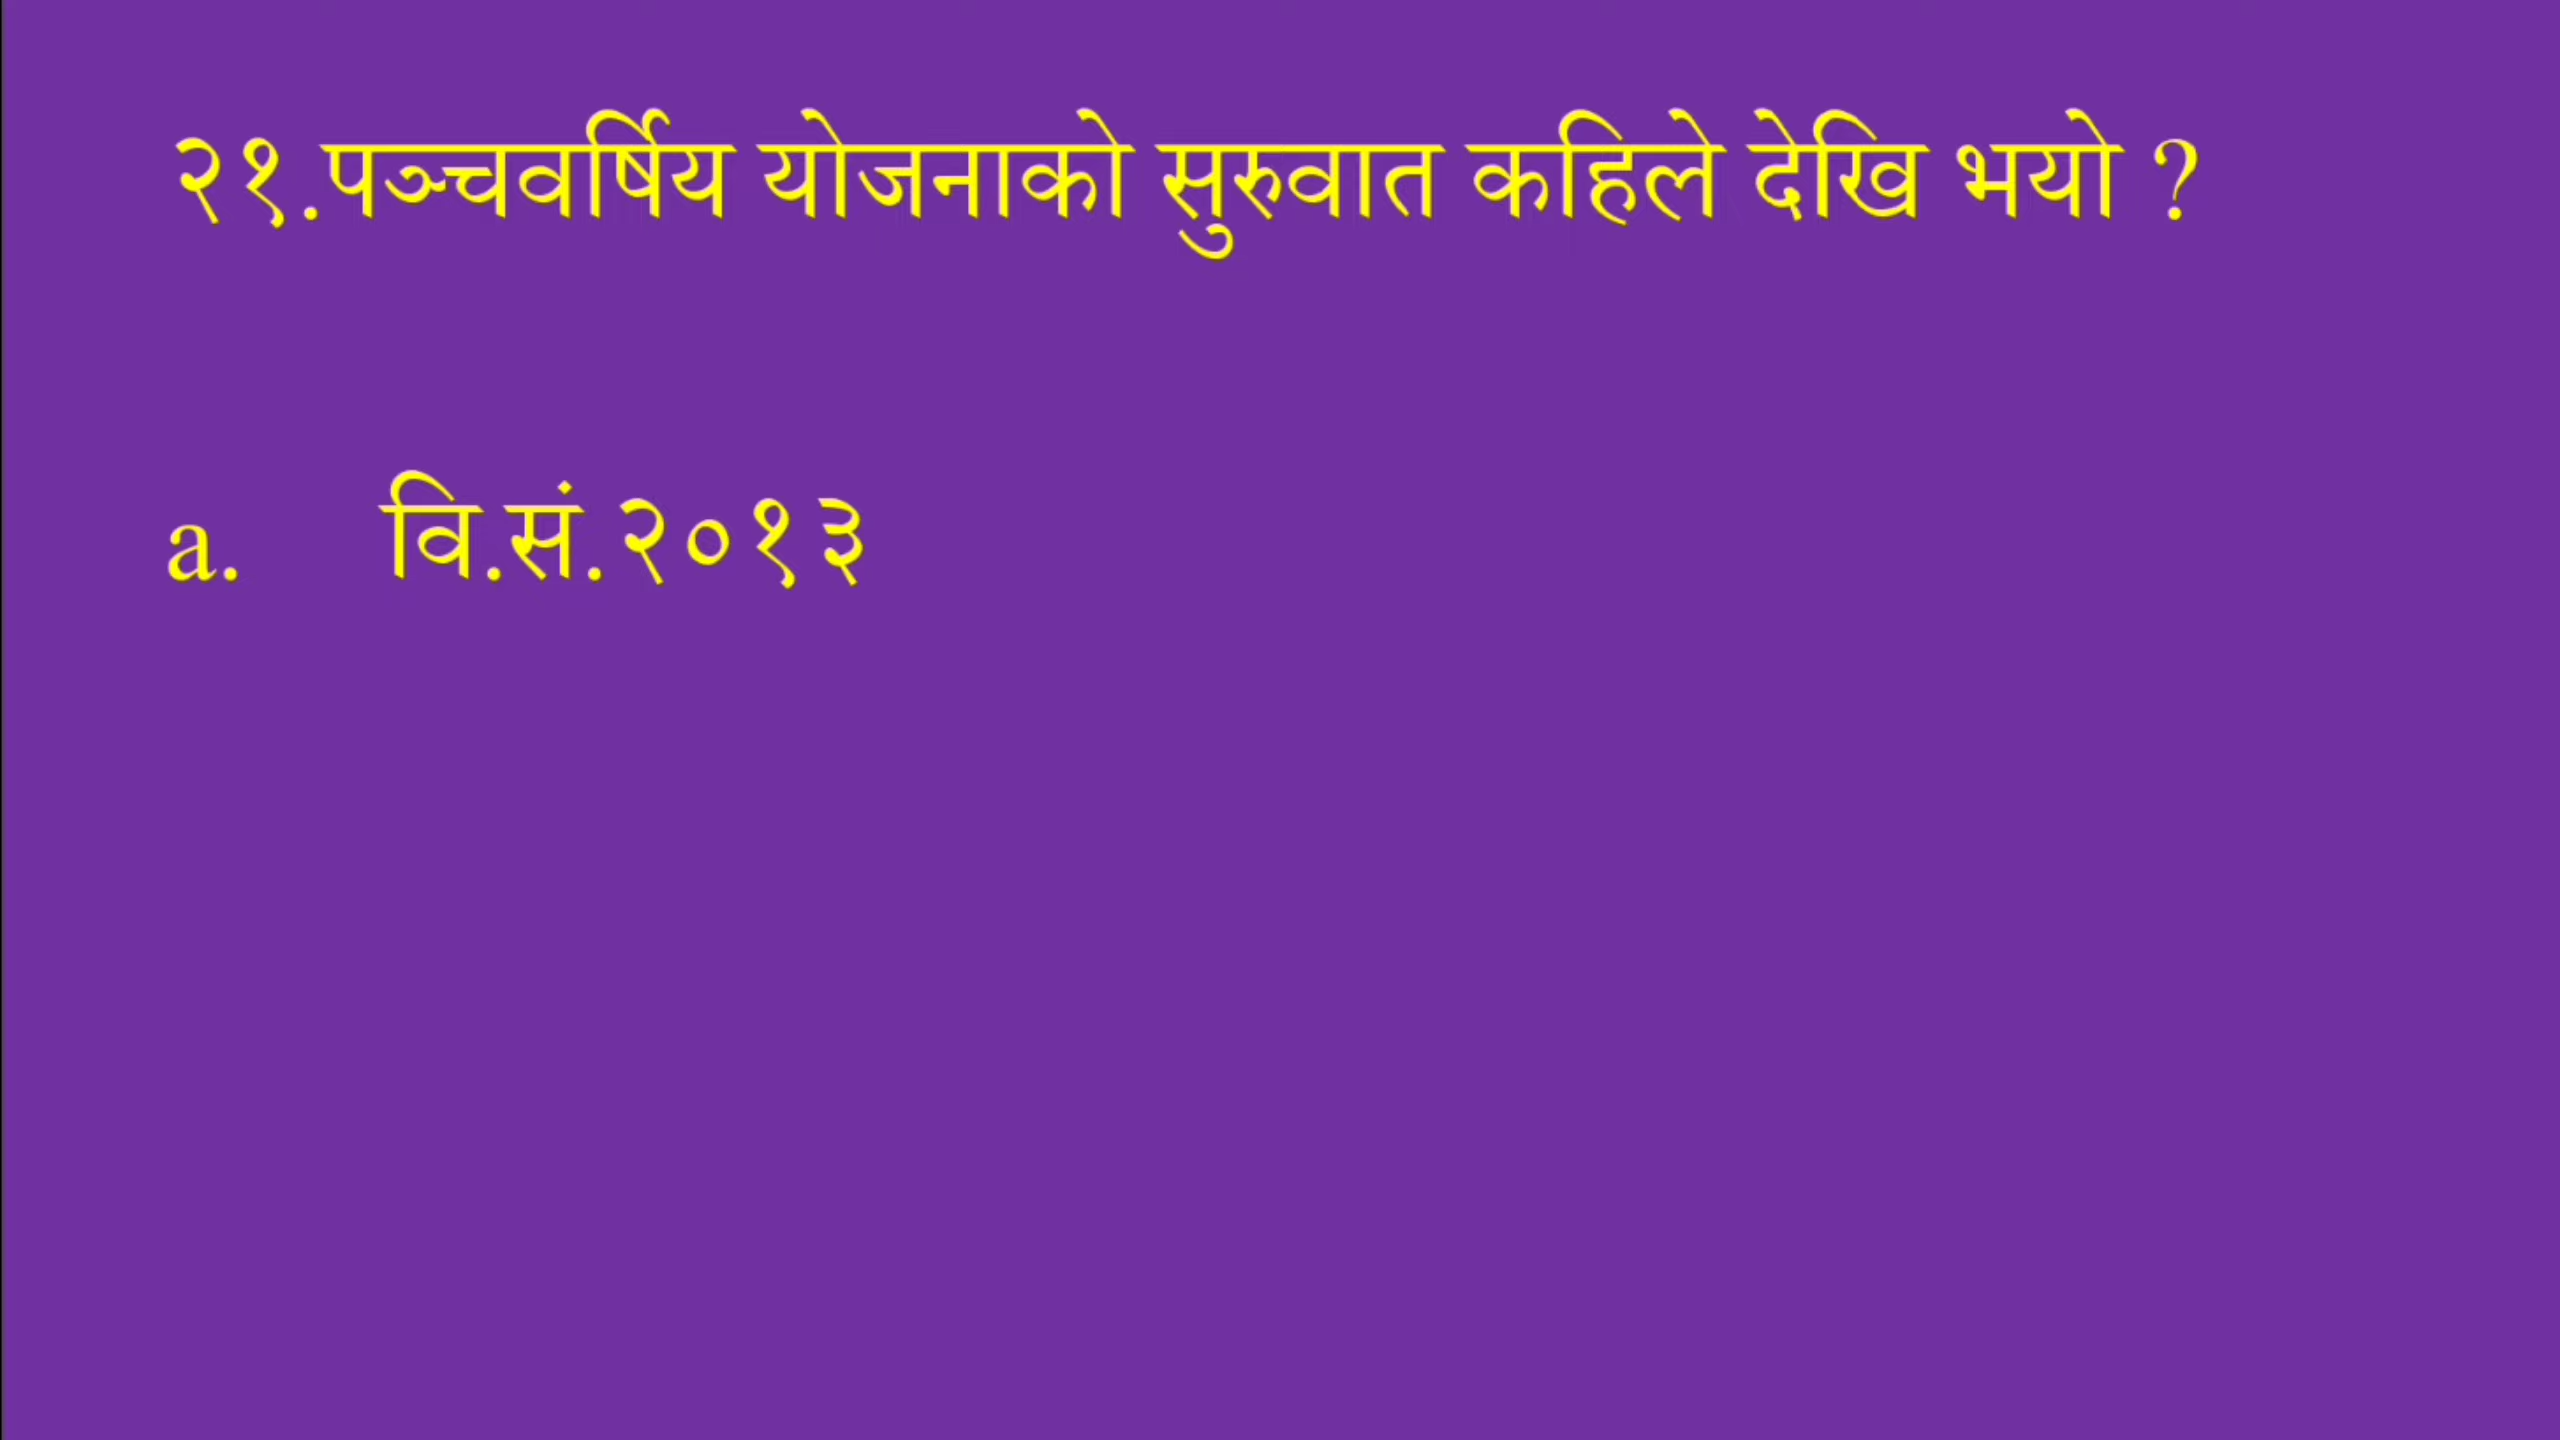 २१.पञ्चवर्षिय योजनाको सुरुवात कहिले देखि भयो ?
a. वि.सं.२०१३